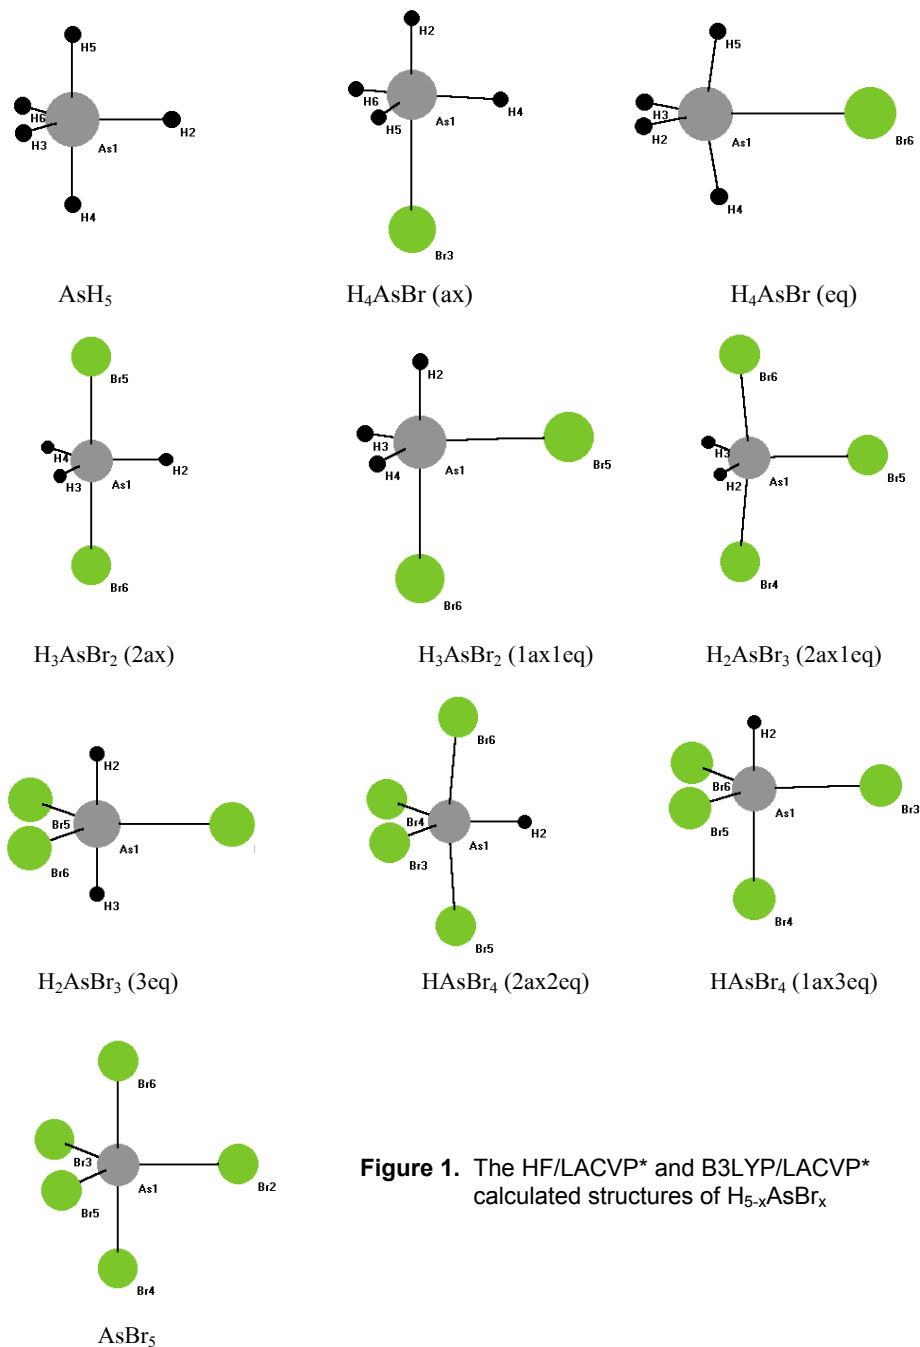 H5
H6
As1
H2
H3
H4
H2
H6
H4
H5
As1
Br3
H5
H3
H2
As1
Br6
H4
AsH₅
H₄AsBr (ax)
H₄AsBr (eq)
Br5
H4
H2
H3
As1
Br6
H2
H3
As1
Br5
H4
Br6
Br6
H3
Br5
H2
As1
Br4
H₃AsBr₂ (2ax)
H₃AsBr₂ (1ax1eq)
H₂AsBr₃ (2ax1eq)
H2
Br5
As1
Br6
H3
Br6
Br4
As1
H2
Br3
Br5
H2
Br6
Br3
As1
Br5
Br4
H₂AsBr₃ (3eq)
HAsBr₄ (2ax2eq)
HAsBr₄ (1ax3eq)
Br6
Br3
As1
Br2
Br5
Br4
AsBr₅
Figure 1. The HF/LACVP* and B3LYP/LACVP*
calculated structures of H₅₋ₓAsBrₓ